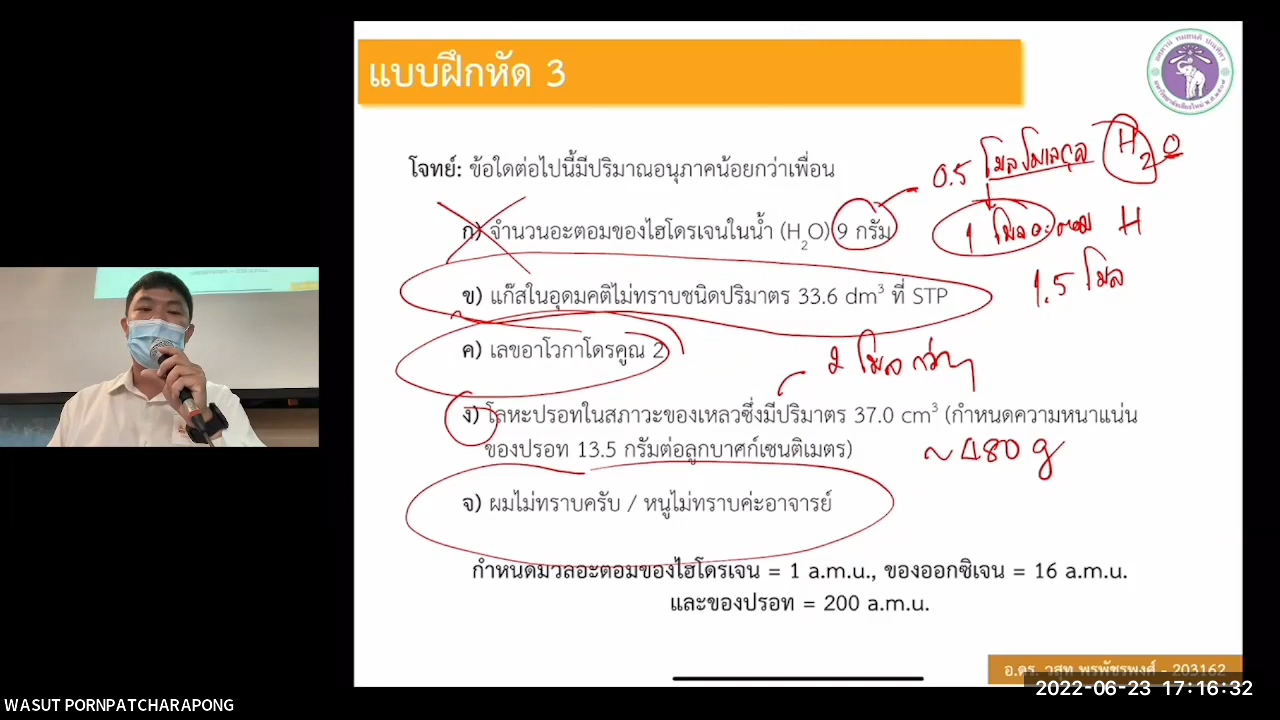 แบบฝึกหัด 3
โจทย์: ข้อใดต่อไปนี้มีปริมาณอนุภาคน้อยกว่าเพื่อน
0.5 โมลโมเลกุล H2O
ก) จำนวนอะตอมของไฮโดรเจนในน้ำ (H2O) 9 กรัม
1 โมลอะตอม H
1.5 โมล
ข) แก๊สในอุดมคติไม่ทราบชนิดปริมาตร 33.6 dm3 ที่ STP
ค) เลขอาโวกาโดรคูณ 2
2 โมล กว่าๆ
ง) โลหะปรอทในสภาวะของเหลวซึ่งมีปริมาตร 37.0 cm3 (กำหนดความหนาแน่น
ของปรอท 13.5 กรัมต่อลูกบาศก์เซนติเมตร)
~480 g
จ) ผมไม่ทราบครับ / หนูไม่ทราบค่ะอาจารย์
กำหนดมวลอะตอมของไฮโดรเจน = 1 a.m.u., ของออกซิเจน = 16 a.m.u.
และของปรอท = 200 a.m.u.
อ.ดร. วสุท พรพัชรพงศ์ - 203162
2022-06-23 17:16:32
WASUT PORNPATCHARAPONG